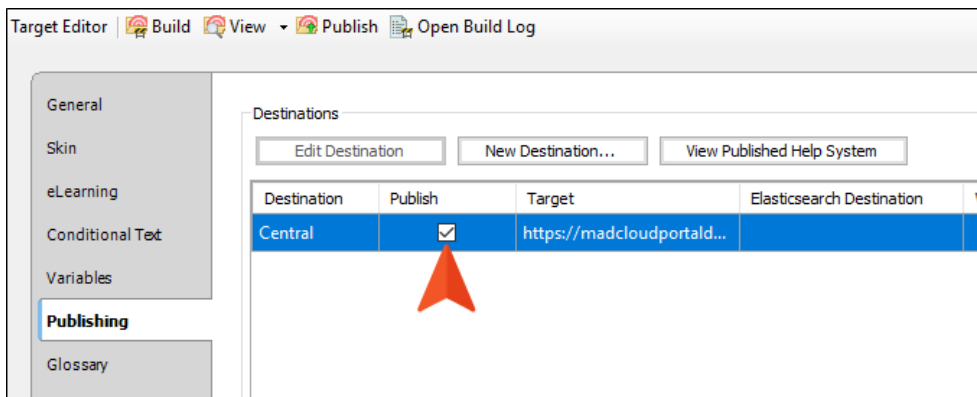 Target Editor Build View Publish Open Build Log
General
Skin
eLearning
Conditional Text
Variables
Publishing
Glossary
Destinations
Edit Destination New Destination... View Published Help System
Destination Publish Target Elasticsearch Destination
Central https://madcloudportald...